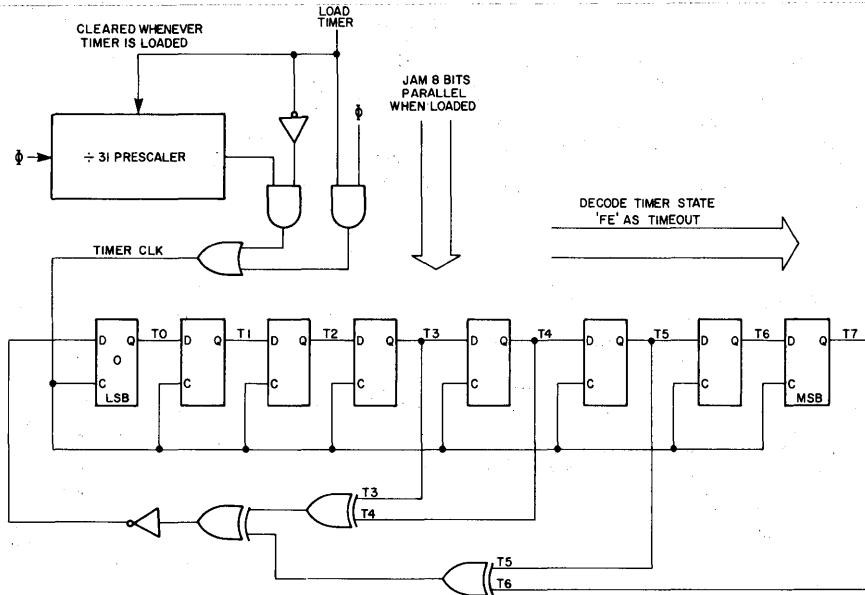 LOAD
TIMER
CLEARED WHENEVER
TIMER IS LOADED
JAM 8 BITS
PARALLEL
WHEN LOADED
Φ
Φ
÷ 31 PRESCALER
DECODE TIMER STATE
'FE' AS TIMEOUT
TIMER CLK
D Q T0 D Q T1 D Q T2 D Q T3 D Q T4 D Q T5 D Q T6 D Q T7
O
C C C C C C C C
LSB MSB
T3
T4
T5
T6